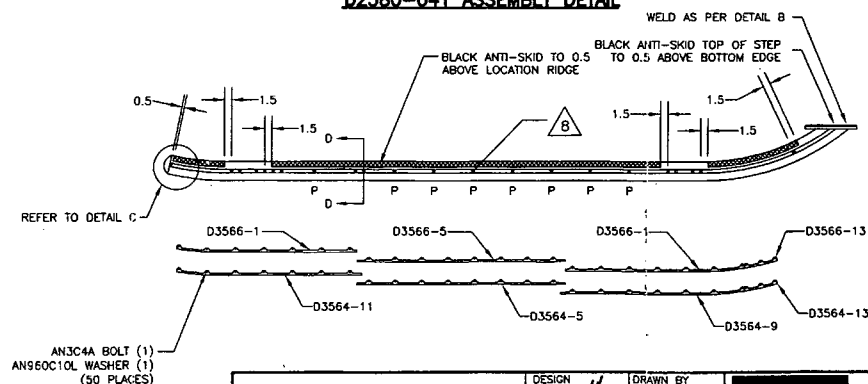 D2580-041 ASSEMBLY DETAIL
WELD AS PER DETAIL B
BLACK ANTI-SKID TO 0.5
ABOVE LOCATION RIDGE
BLACK ANTI-SKID TOP OF STEP
TO 0.5 ABOVE BOTTOM EDGE
0.5
1.5
1.5
D
8
1.5
1.5
1.5
D
P P P P P P P P
REFER TO DETAIL C
D3566-1
D3566-5
D3566-1
D3566-13
D3564-11
D3564-5
D3564-9
D3564-13
AN3C4A BOLT (1)
AN960C10L WASHER (1)
(50 PLACES)
DESIGN
DRAWN BY